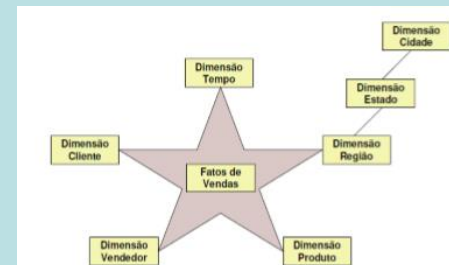 Dimensão
Cidade
Dimensão
Tempo
Dimensão
Estado
Dimensão
Cliente
Dimensão
Região
Fatos de
Vendas
Dimensão
Vendedor
Dimensão
Produto